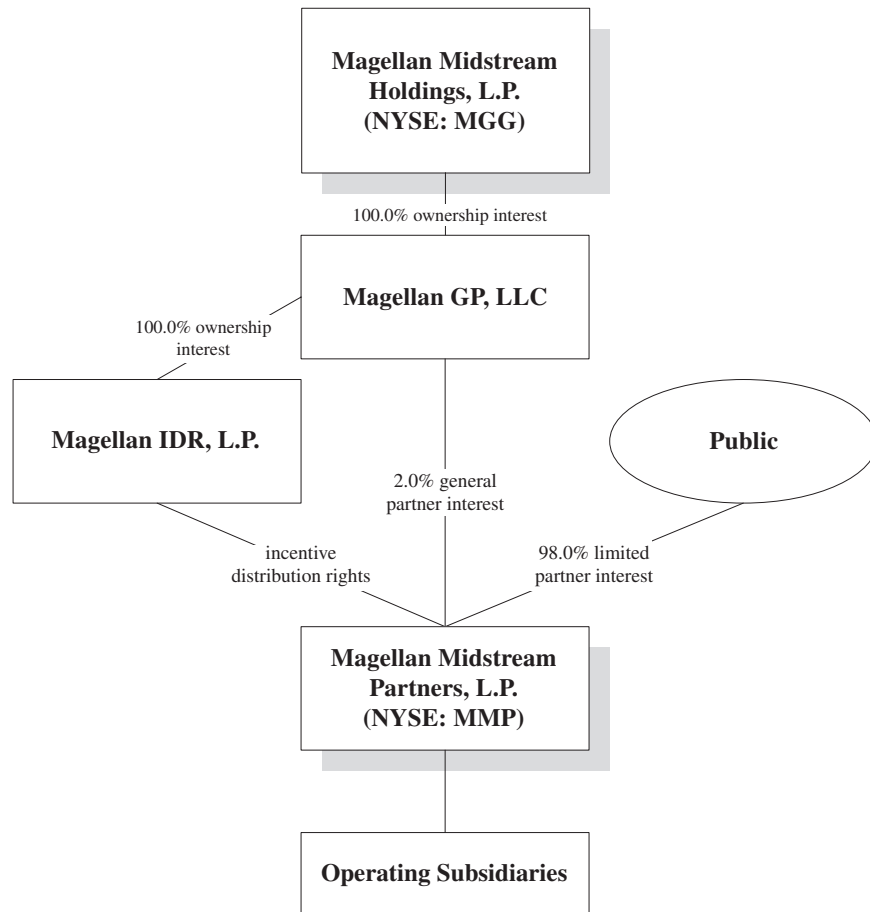 Magellan Midstream
Holdings, L.P.
(NYSE: MGG)
100.0% ownership interest
Magellan GP, LLC
100.0% ownership
interest
Magellan IDR, L.P.
Public
2.0% general
partner interest
incentive
distribution rights
98.0% limited
partner interest
Magellan Midstream
Partners, L.P.
(NYSE: MMP)
Operating Subsidiaries